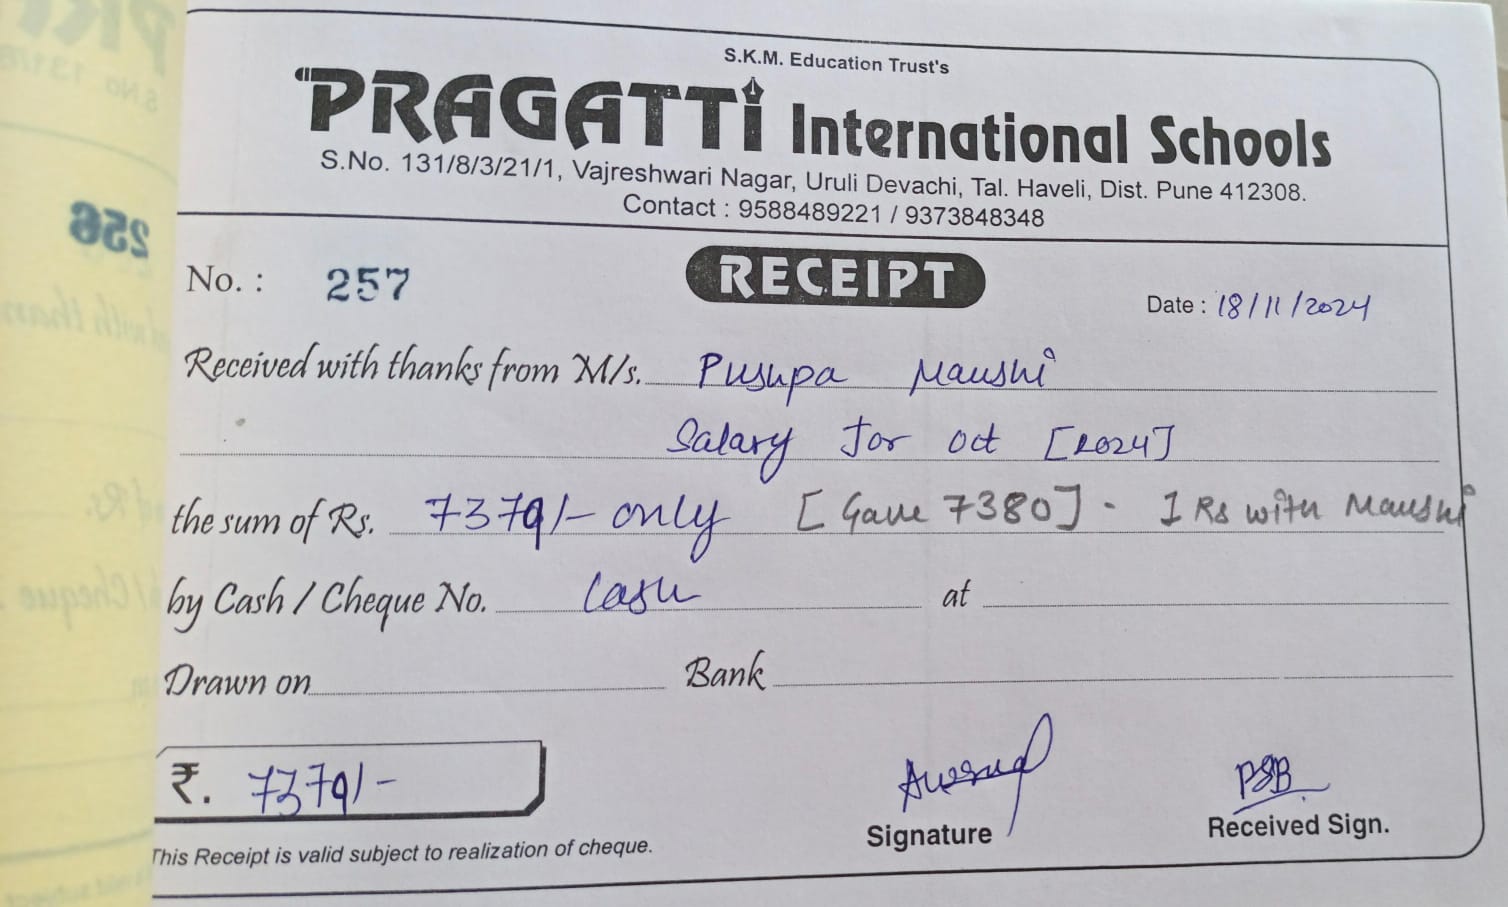 S.K.M. Education Trust's
"PRAGATTi International Schools
S.No. 131/8/3/21/1, Vajreshwari Nagar, Uruli Devachi, Tal. Haveli, Dist. Pune 412308.
Contact : 9588489221 / 9373848348
RECEIPT
No. : 257
Date : 18/11/2024
Received with thanks from M/s. Pushpa Maushi
Salary for Oct [2024]
the sum of Rs. 7379/- only [Gave 7380] - 1 Rs with Maushi
by Cash / Cheque No. Cash at
Drawn on Bank
₹. 7379/-
PSB
Signature
Received Sign.
This Receipt is valid subject to realization of cheque.
256